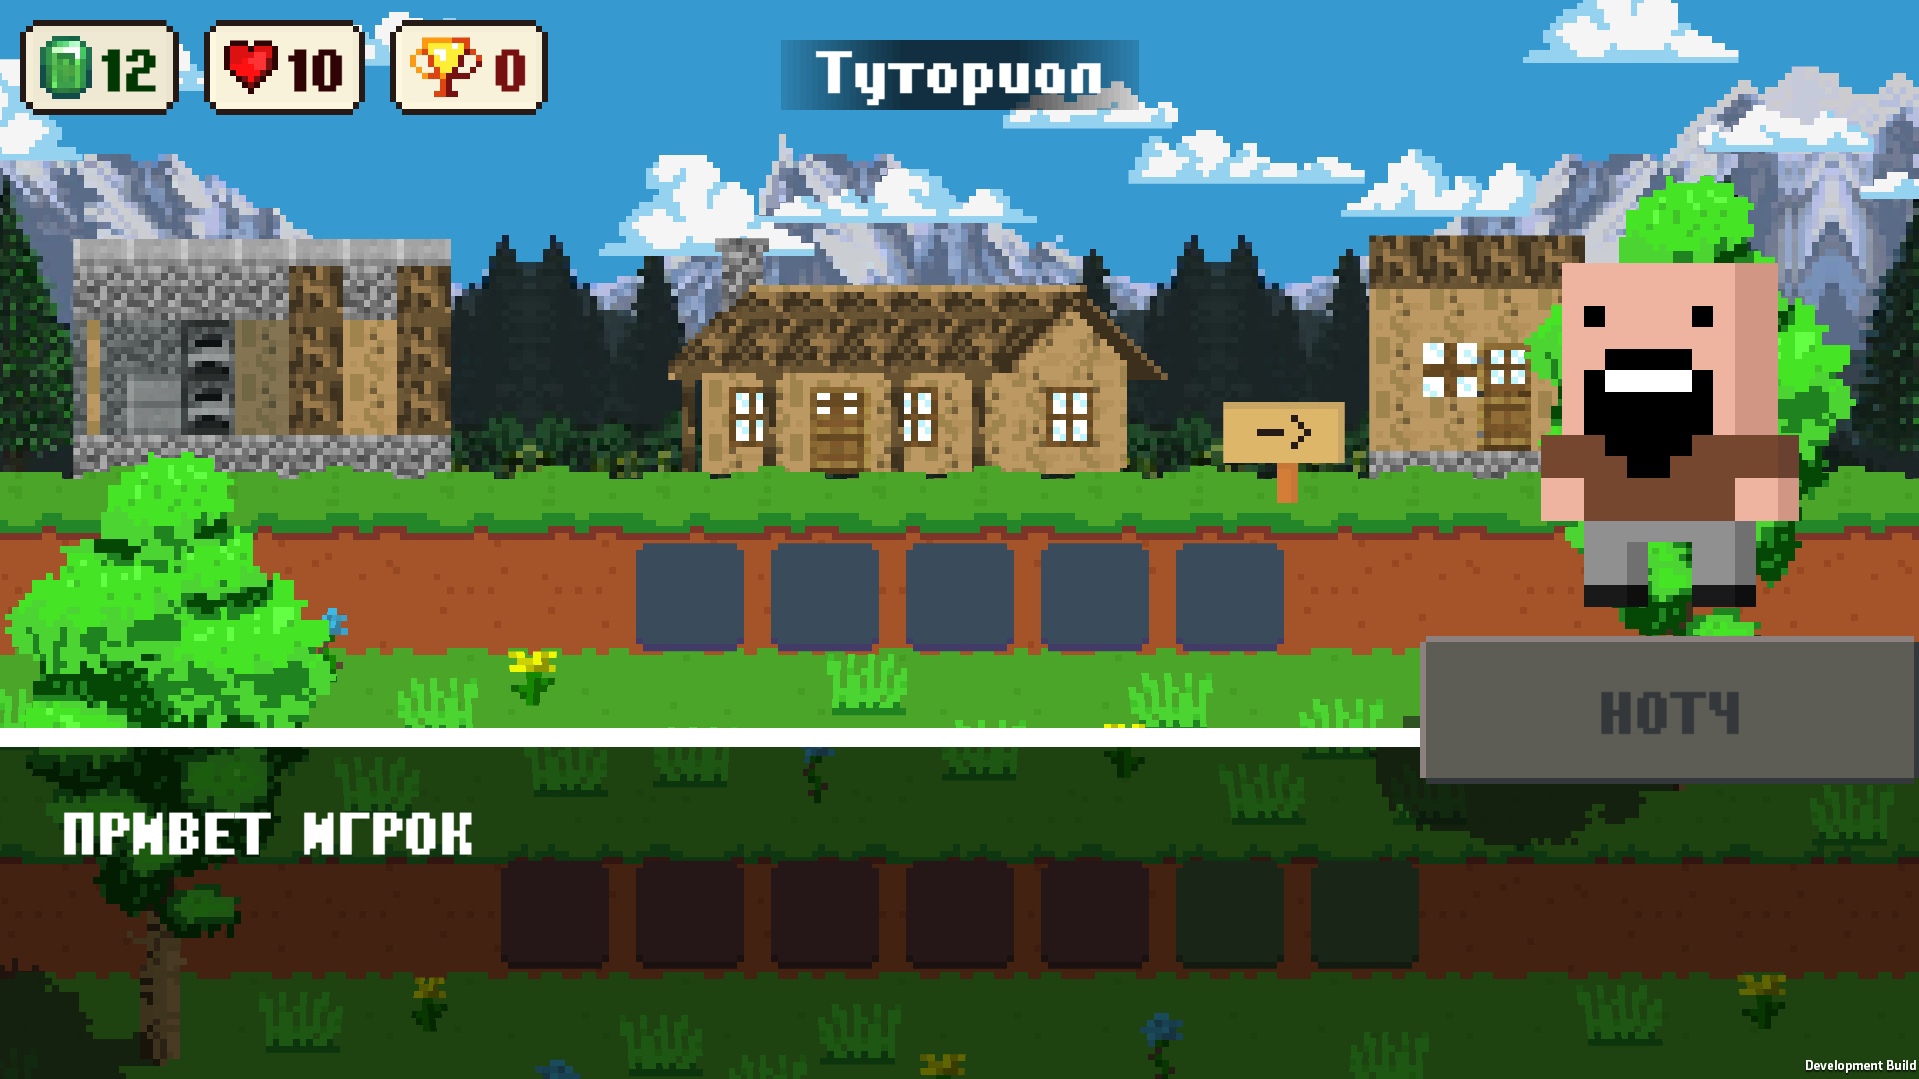 12
10
0
Туториал
НОТЧ
ПРИВЕТ ИГРОК
Development Build